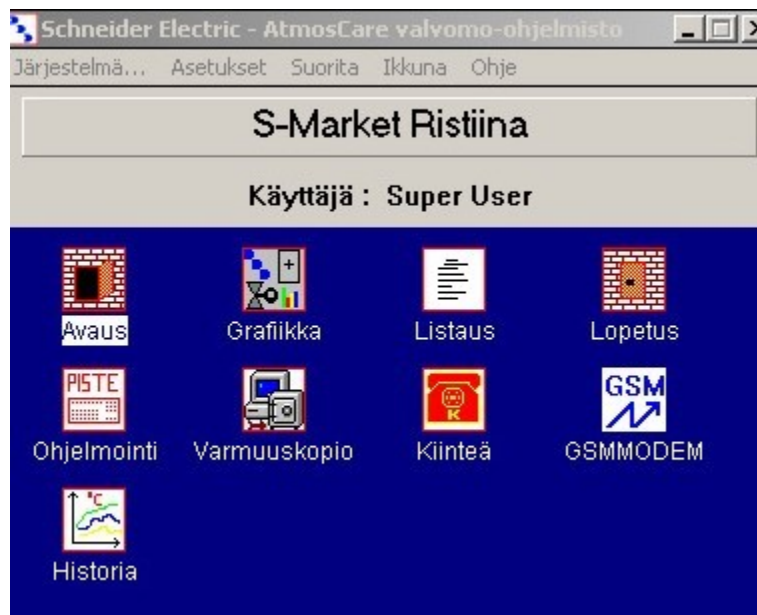 Schneider Electric - AtmosCare valvomo-ohjelmisto
Järjestelmä... Asetukset Suorita Ikkuna Ohje
S-Market Ristiina
Käyttäjä : Super User
Avaus Grafiikka Listaus Lopetus
PISTE GSM
K
Ohjelmointi Varmuuskopio Kiinteä GSMMODEM
°C
Historia